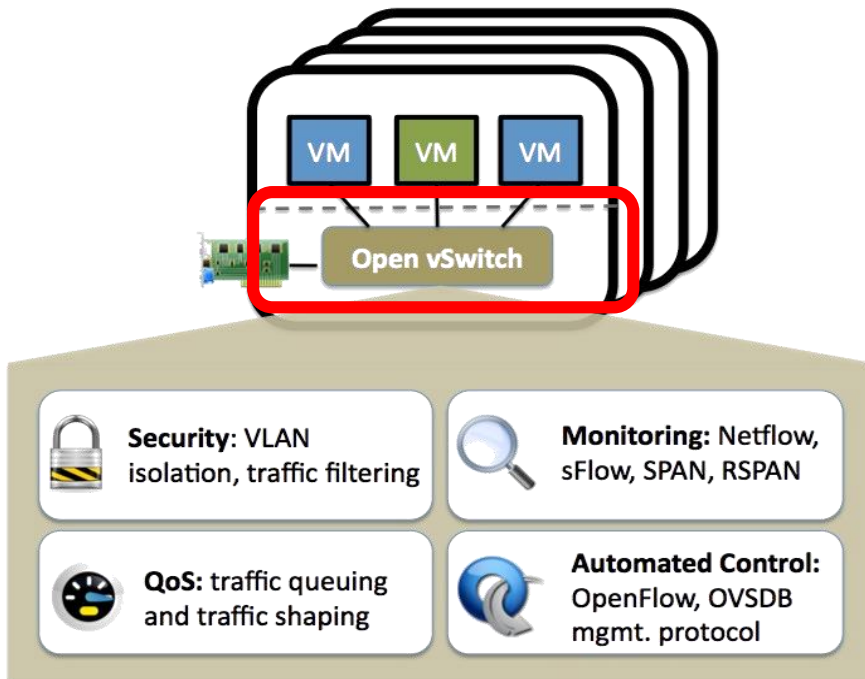 VM
VM
VM
Open vSwitch
Security: VLAN
isolation, traffic filtering
Monitoring: Netflow,
sFlow, SPAN, RSPAN
QoS: traffic queuing
and traffic shaping
Automated Control:
OpenFlow, OVSDB
mgmt. protocol